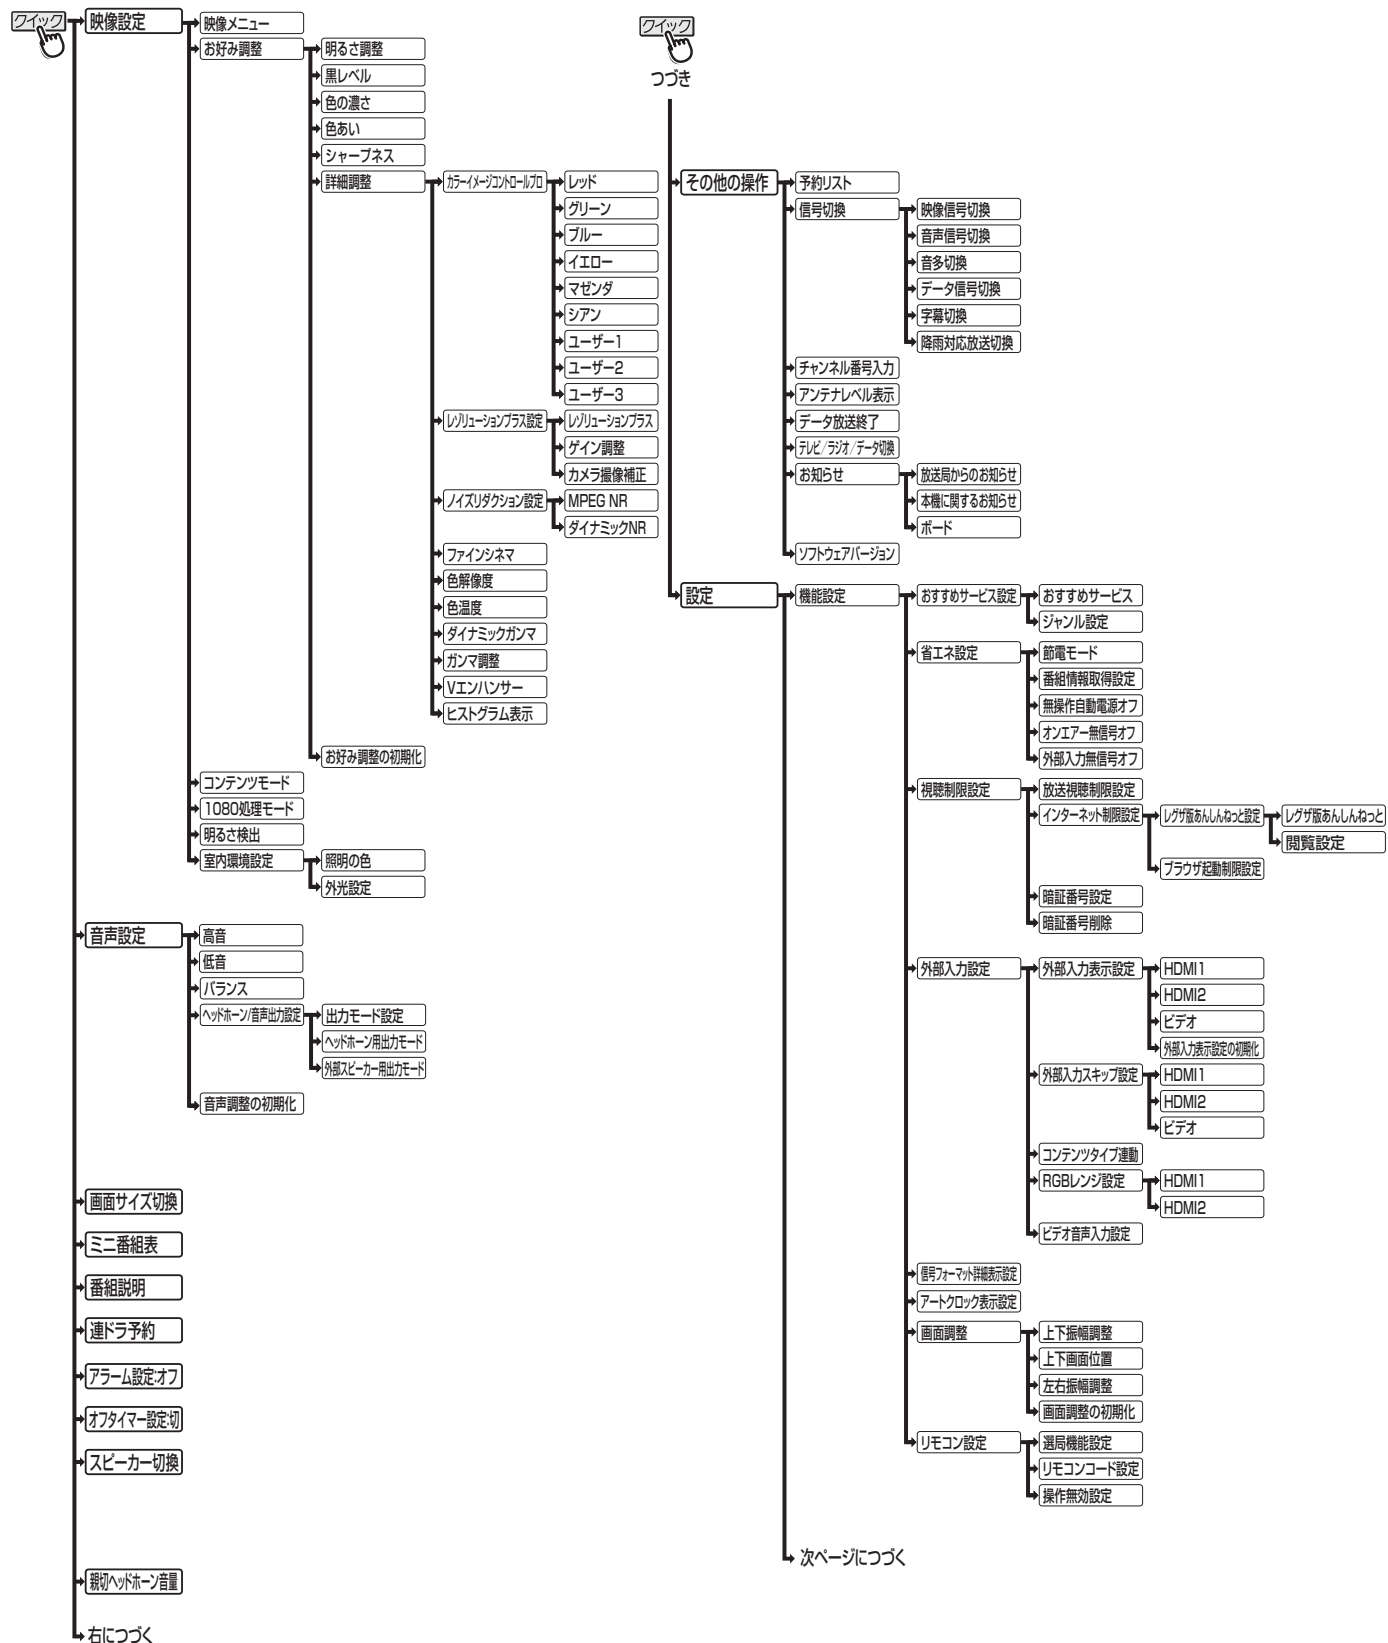 クイック
映像設定
映像メニュー
お好み調整
明るさ調整
黒レベル
色の濃さ
色あい
シャープネス
詳細調整
カラーイメージコントロールプロ
レッド
グリーン
ブルー
イエロー
マゼンダ
シアン
ユーザー1
ユーザー2
ユーザー3
レゾリューションプラス設定
レゾリューションプラス
ゲイン調整
カメラ撮像補正
ノイズリダクション設定
MPEG NR
ダイナミックNR
ファインシネマ
色解像度
色温度
ダイナミックガンマ
ガンマ調整
Vエンハンサー
ヒストグラム表示
お好み調整の初期化
コンテンツモード
1080処理モード
明るさ検出
室内環境設定
照明の色
外光設定
音声設定
高音
低音
バランス
ヘッドホーン/音声出力設定
出力モード設定
ヘッドホーン用出力モード
外部スピーカー用出力モード
音声調整の初期化
画面サイズ切換
ミニ番組表
番組説明
連ドラ予約
アラーム設定:オフ
オフタイマー設定:切
スピーカー切換
親切ヘッドホーン音量
右につづく
クイック
つづき
その他の操作
予約リスト
信号切換
映像信号切換
音声信号切換
音多切換
データ信号切換
字幕切換
降雨対応放送切換
チャンネル番号入力
アンテナレベル表示
データ放送終了
テレビ/ラジオ/データ切換
お知らせ
放送局からのお知らせ
本機に関するお知らせ
ボード
ソフトウェアバージョン
設定
機能設定
おすすめサービス設定
おすすめサービス
ジャンル設定
省エネ設定
節電モード
番組情報取得設定
無操作自動電源オフ
オンエアー無信号オフ
外部入力無信号オフ
視聴制限設定
放送視聴制限設定
インターネット制限設定
レグザ版あんしんねっと設定
レグザ版あんしんねっと
閲覧設定
ブラウザ起動制限設定
暗証番号設定
暗証番号削除
外部入力設定
外部入力表示設定
HDMI1
HDMI2
ビデオ
外部入力表示設定の初期化
外部入力スキップ設定
HDMI1
HDMI2
ビデオ
コンテンツタイプ連動
RGBレンジ設定
HDMI1
HDMI2
ビデオ音声入力設定
信号フォーマット詳細表示設定
アートクロック表示設定
画面調整
上下振幅調整
上下画面位置
左右振幅調整
画面調整の初期化
リモコン設定
選局機能設定
リモコンコード設定
操作無効設定
次ページにつづく